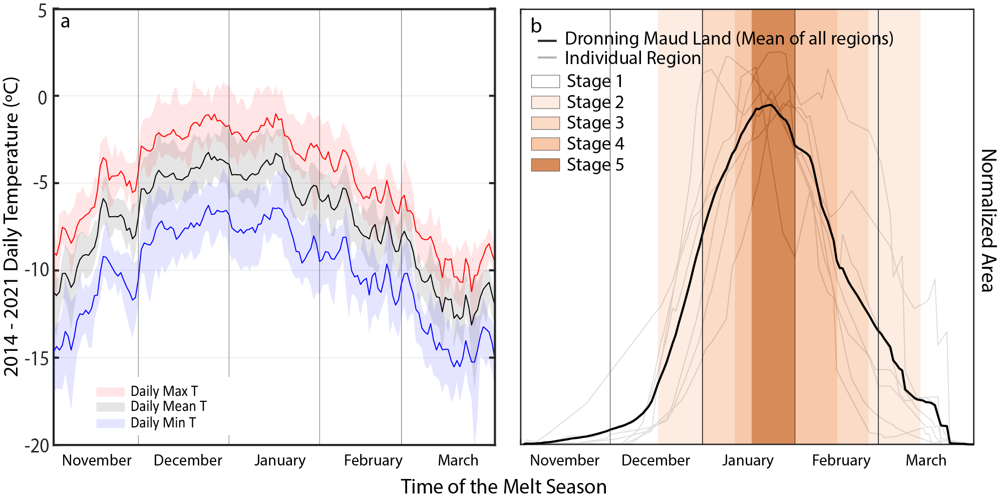 a
5
0
-5
-10
-15
-20
2014 - 2021 Daily Temperature (ºC)
Daily Max T
Daily Mean T
Daily Min T
November December January February March
b
Dronning Maud Land (Mean of all regions)
Individual Region
Stage 1
Stage 2
Stage 3
Stage 4
Stage 5
Normalized Area
November December January February March
Time of the Melt Season